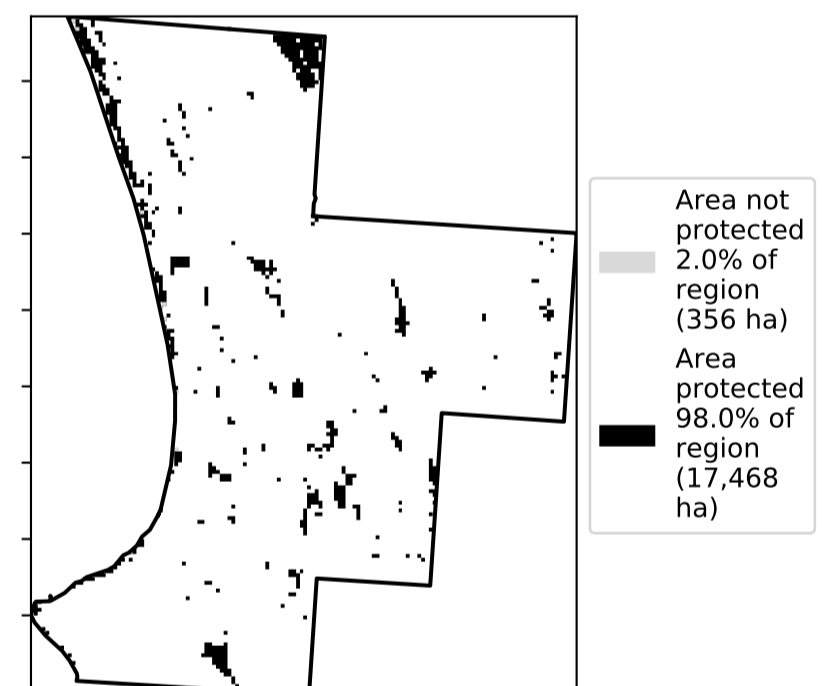 Area not
protected
2.0% of
region
(356 ha)
Area
protected
98.0% of
region
(17,468
ha)